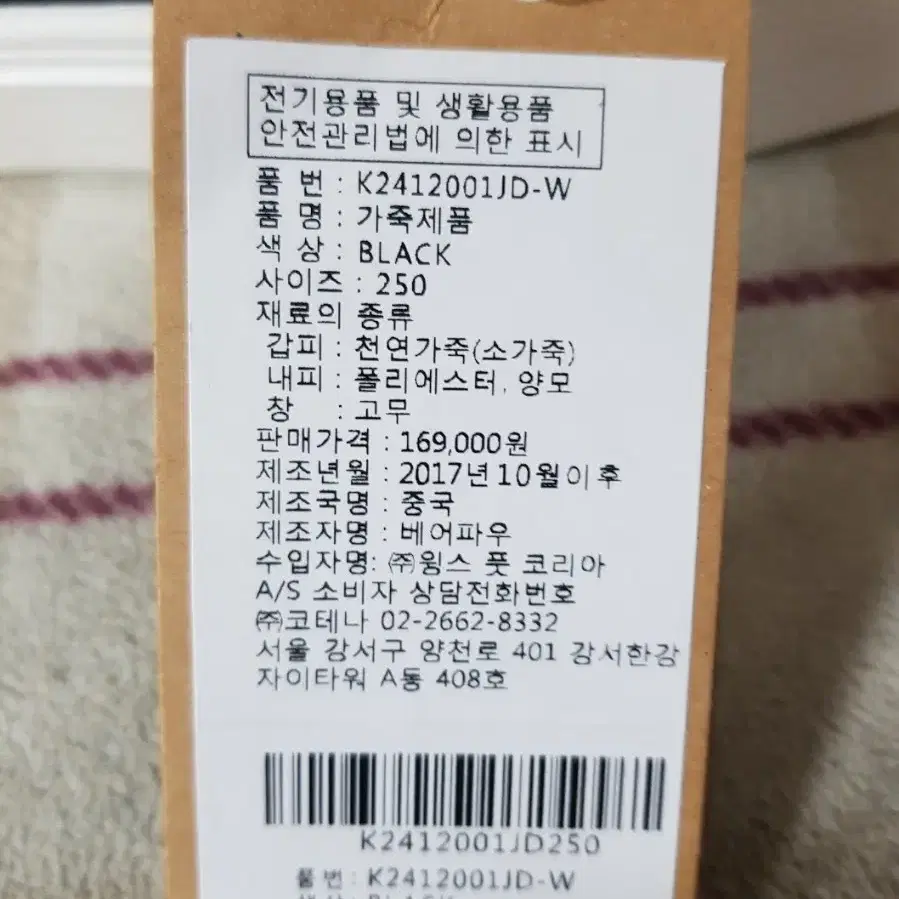 전기용품 및 생활용품
안전관리법에 의한 표시
품 번 : K2412001JD-W
품 명 : 가죽제품
색 상 : BLACK
사이즈 : 250
재료의 종류
갑피 : 천연가죽(소가죽)
내피 : 폴리에스터, 양모
창 : 고무
판매가격 : 169,000원
제조년월 : 2017년10월이후
제조국명 : 중국
제조자명 : 베어파우
수입자명: ㈜윙스 풋 코리아
A/S 소비자 상담전화번호
㈜코테나 02-2662-8332
서울 강서구 양천로 401 강서한강
자이타워 A동 408호
K2412001JD250
품 번 : K2412001JD-W